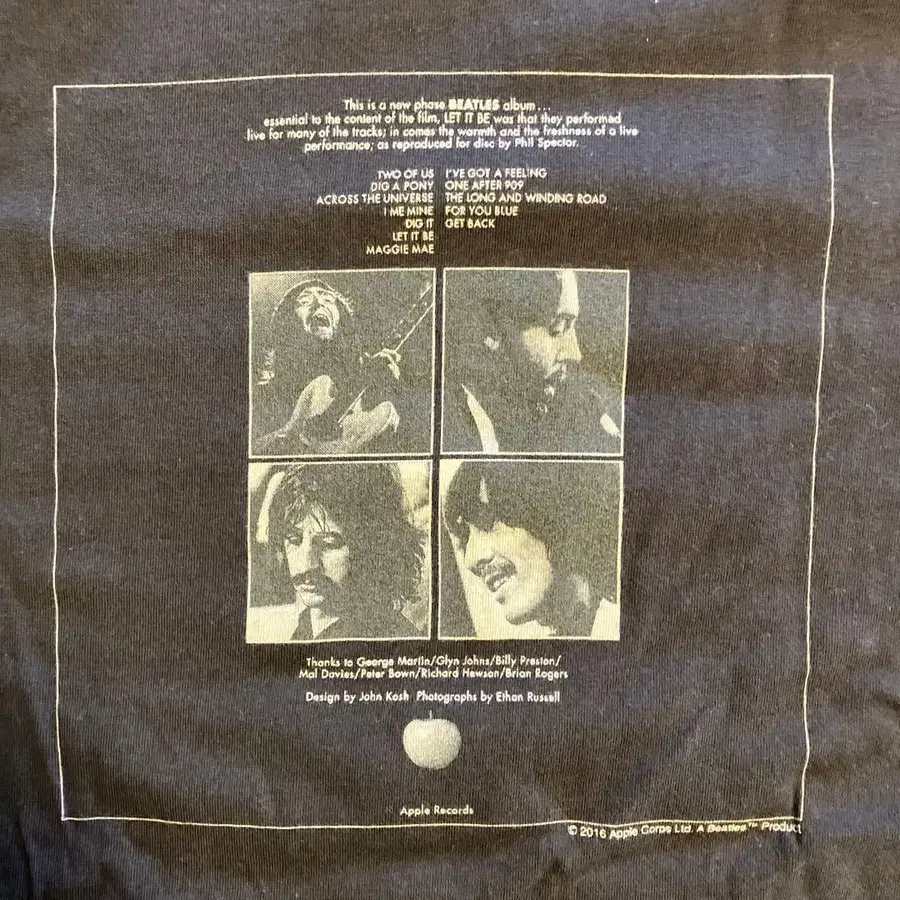 This is a new phase BEATLES album...
essential to the content of the film, LET IT BE was that they performed
live for many of the tracks; in comes the warmth and the freshness of a live
performance; as reproduced for disc by Phil Spector.
TWO OF US
DIG A PONY
ACROSS THE UNIVERSE
I ME MINE
DIG IT
LET IT BE
MAGGIE MAE
I'VE GOT A FEELING
ONE AFTER 909
THE LONG AND WINDING ROAD
FOR YOU BLUE
GET BACK
Thanks to George Martin/Glyn Johns/Billy Preston/
Mal Davies/Peter Bown/Richard Hewson/Brian Rogers
Design by John Kosh Photographs by Ethan Russell
Apple Records
© 2016 Apple Corps Ltd. A Beatles™ Product